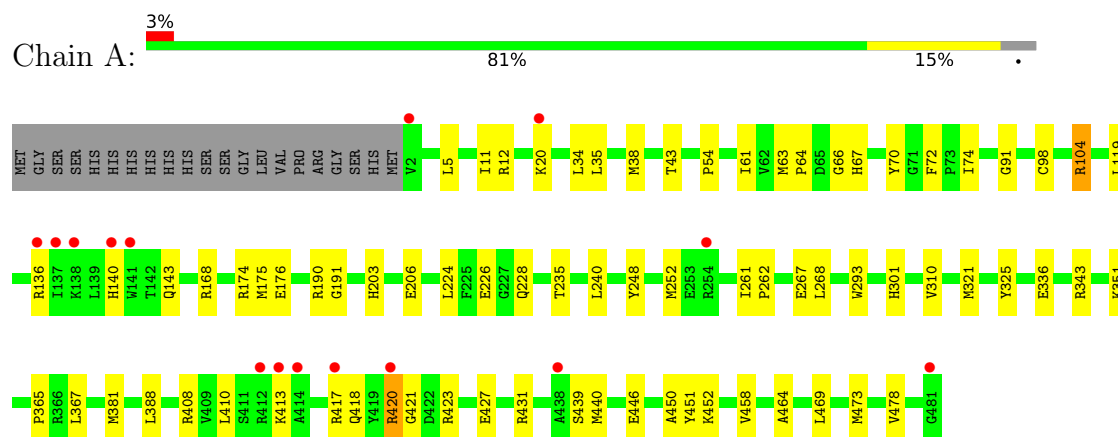 3%
Chain A:
81% 15% •
MET GLY SER SER HIS HIS HIS HIS HIS HIS SER SER GLY LEU VAL PRO ARG GLY SER HIS MET V2 L5 I11 R12 K20 L34 L35 M38 T43 P54 I61 V62 M63 P64 D65 G66 H67 Y70 G71 F72 P73 I74 G91 C98 R104 L119
R136 I137 K138 L139 H140 W141 T142 Q143 R168 R174 M175 E176 R190 G191 H203 E206 L224 F225 E226 G227 Q228 T235 L240 Y248 M252 E253 R254 I261 P262 E267 L268 W293 H301 V310 M321 Y325 E336 R343 K351
P365 R366 L367 M381 L388 R408 V409 L410 S411 R412 K413 A414 R417 Q418 Y419 R420 G421 D422 R423 E427 R431 A438 S439 M440 E446 A450 Y451 K452 V458 A464 L469 M473 V478 G481